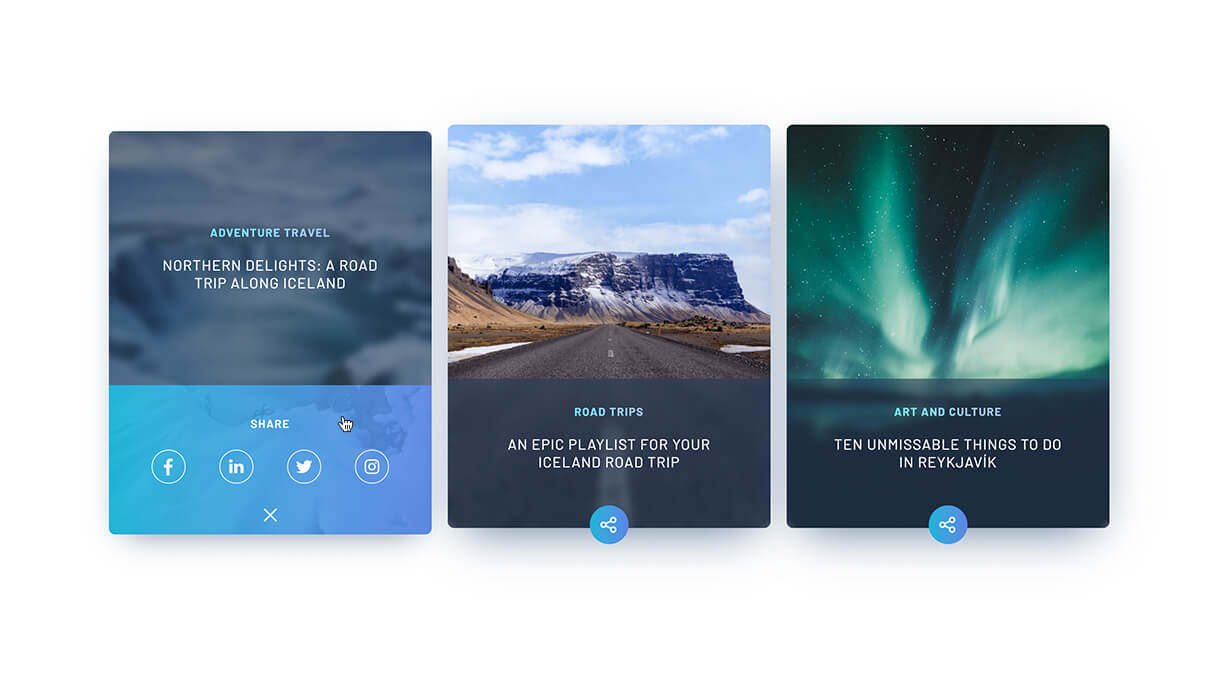 ADVENTURE TRAVEL
NORTHERN DELIGHTS: A ROAD
TRIP ALONG ICELAND
SHARE
ROAD TRIPS
AN EPIC PLAYLIST FOR YOUR
ICELAND ROAD TRIP
ART AND CULTURE
TEN UNMISSABLE THINGS TO DO
IN REYKJAVÍK